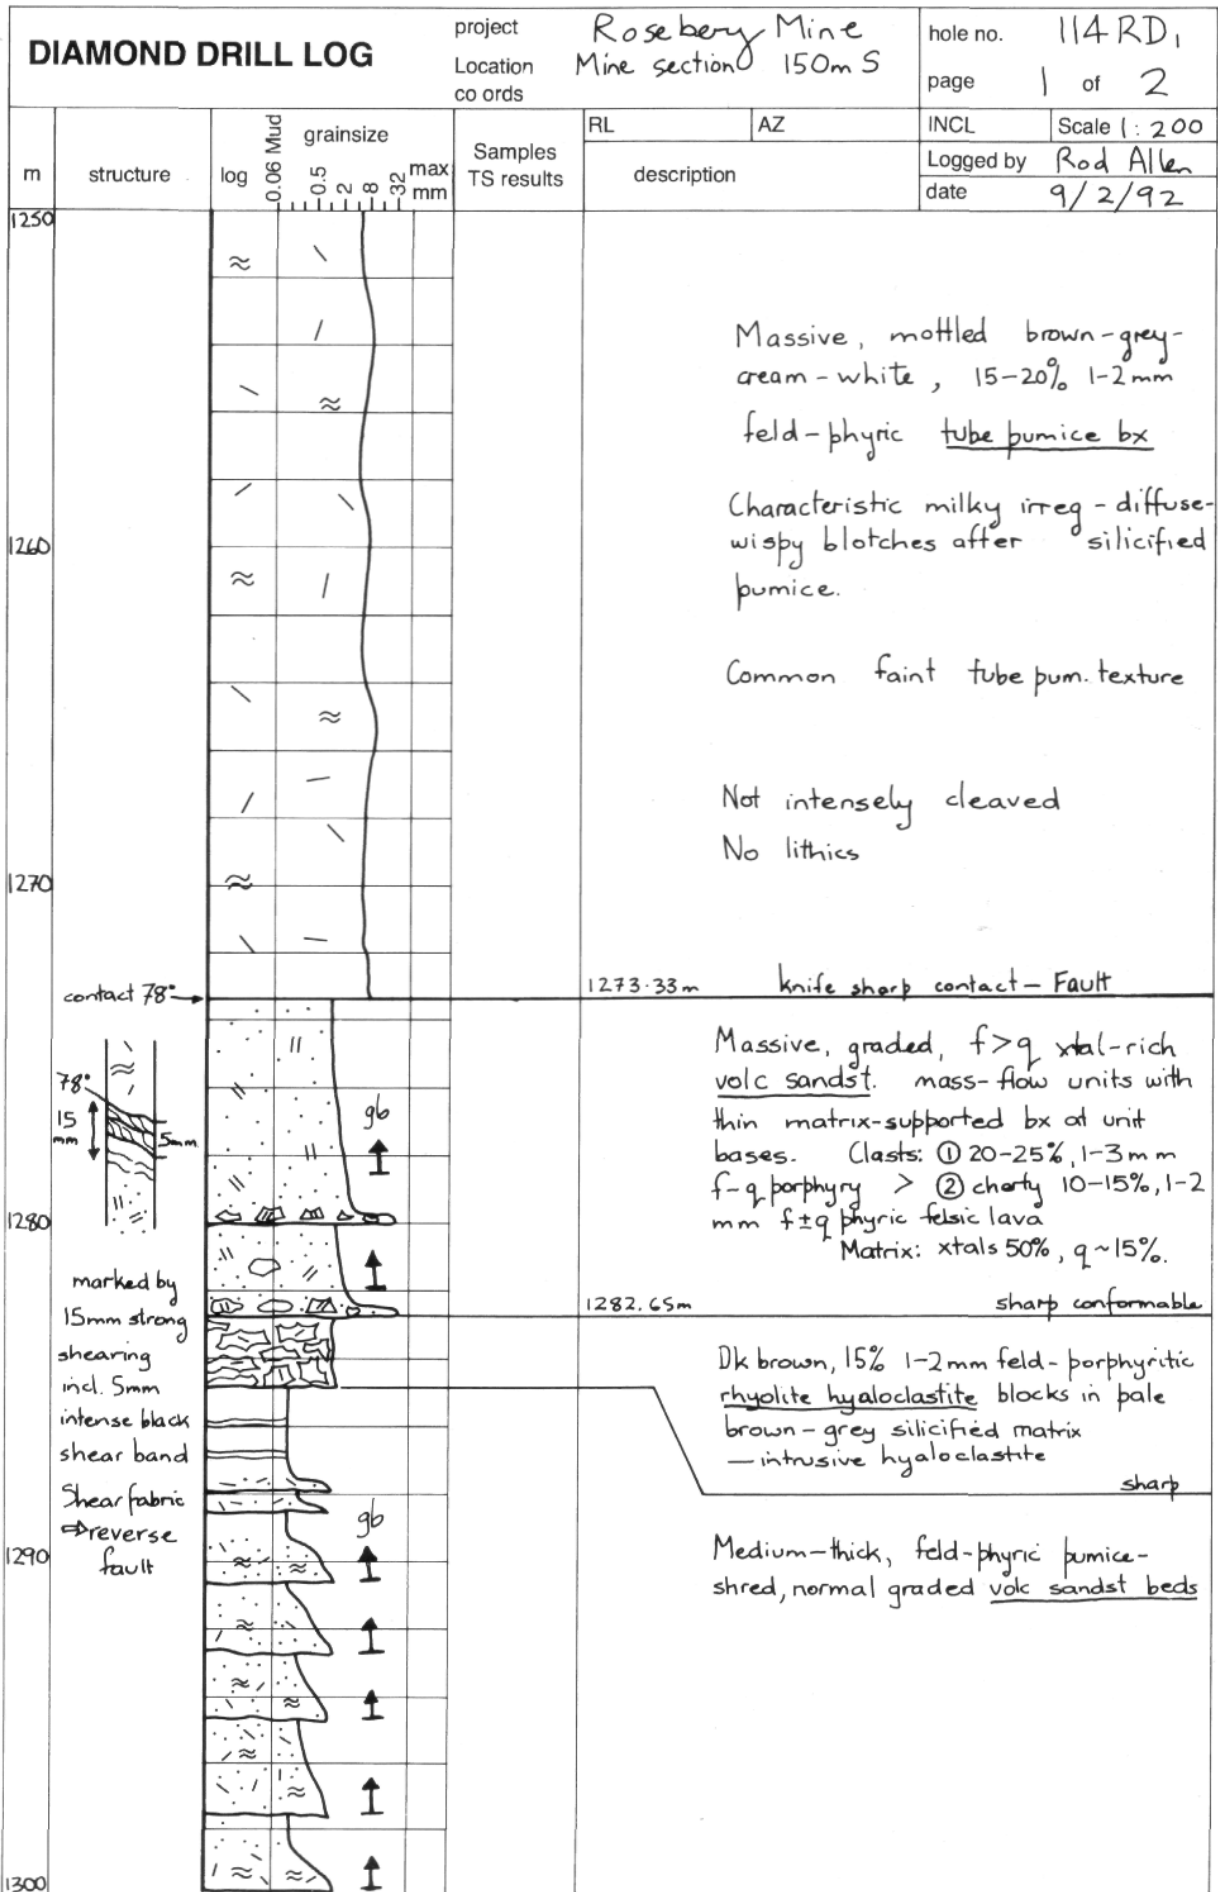 DIAMOND DRILL LOG
project Rosebery Mine
Location Mine section 150m S
co ords
hole no. 114 RD1
page 1 of 2
RL AZ INCL Scale 1:200
Logged by Rod Allen
date 9/2/92
m structure log grainsize
0.06 Mud 0.5 2 8 32 max mm
Samples
TS results
description
1250
Massive, mottled brown-grey-
cream-white, 15-20% 1-2mm
feld-phyric tube pumice bx
Characteristic milky irreg-diffuse-
wispy blotches after silicified
pumice.
1260
Common faint tube pum. texture
Not intensely cleaved
No lithics
1270
contact 78°
1273.33m knife sharp contact — Fault
Massive, graded, f>q xtal-rich
volc sandst. mass-flow units with
thin matrix-supported bx at unit
bases. Clasts: ① 20-25%, 1-3mm
f-q porphyry > ② cherty 10-15%, 1-2
mm f±q phyric felsic lava
Matrix: xtals 50%, q ~15%.
78°
15
mm
5mm
gb
1280
marked by
15mm strong
shearing
incl. 5mm
intense black
shear band
Shear fabric
⇒reverse
fault
1282.65m sharp conformable
Dk brown, 15% 1-2mm feld-porphyritic
rhyolite hyaloclastite blocks in pale
brown-grey silicified matrix
— intrusive hyaloclastite
sharp
gb
1290
Medium-thick, feld-phyric pumice-
shred, normal graded volc sandst beds
1300